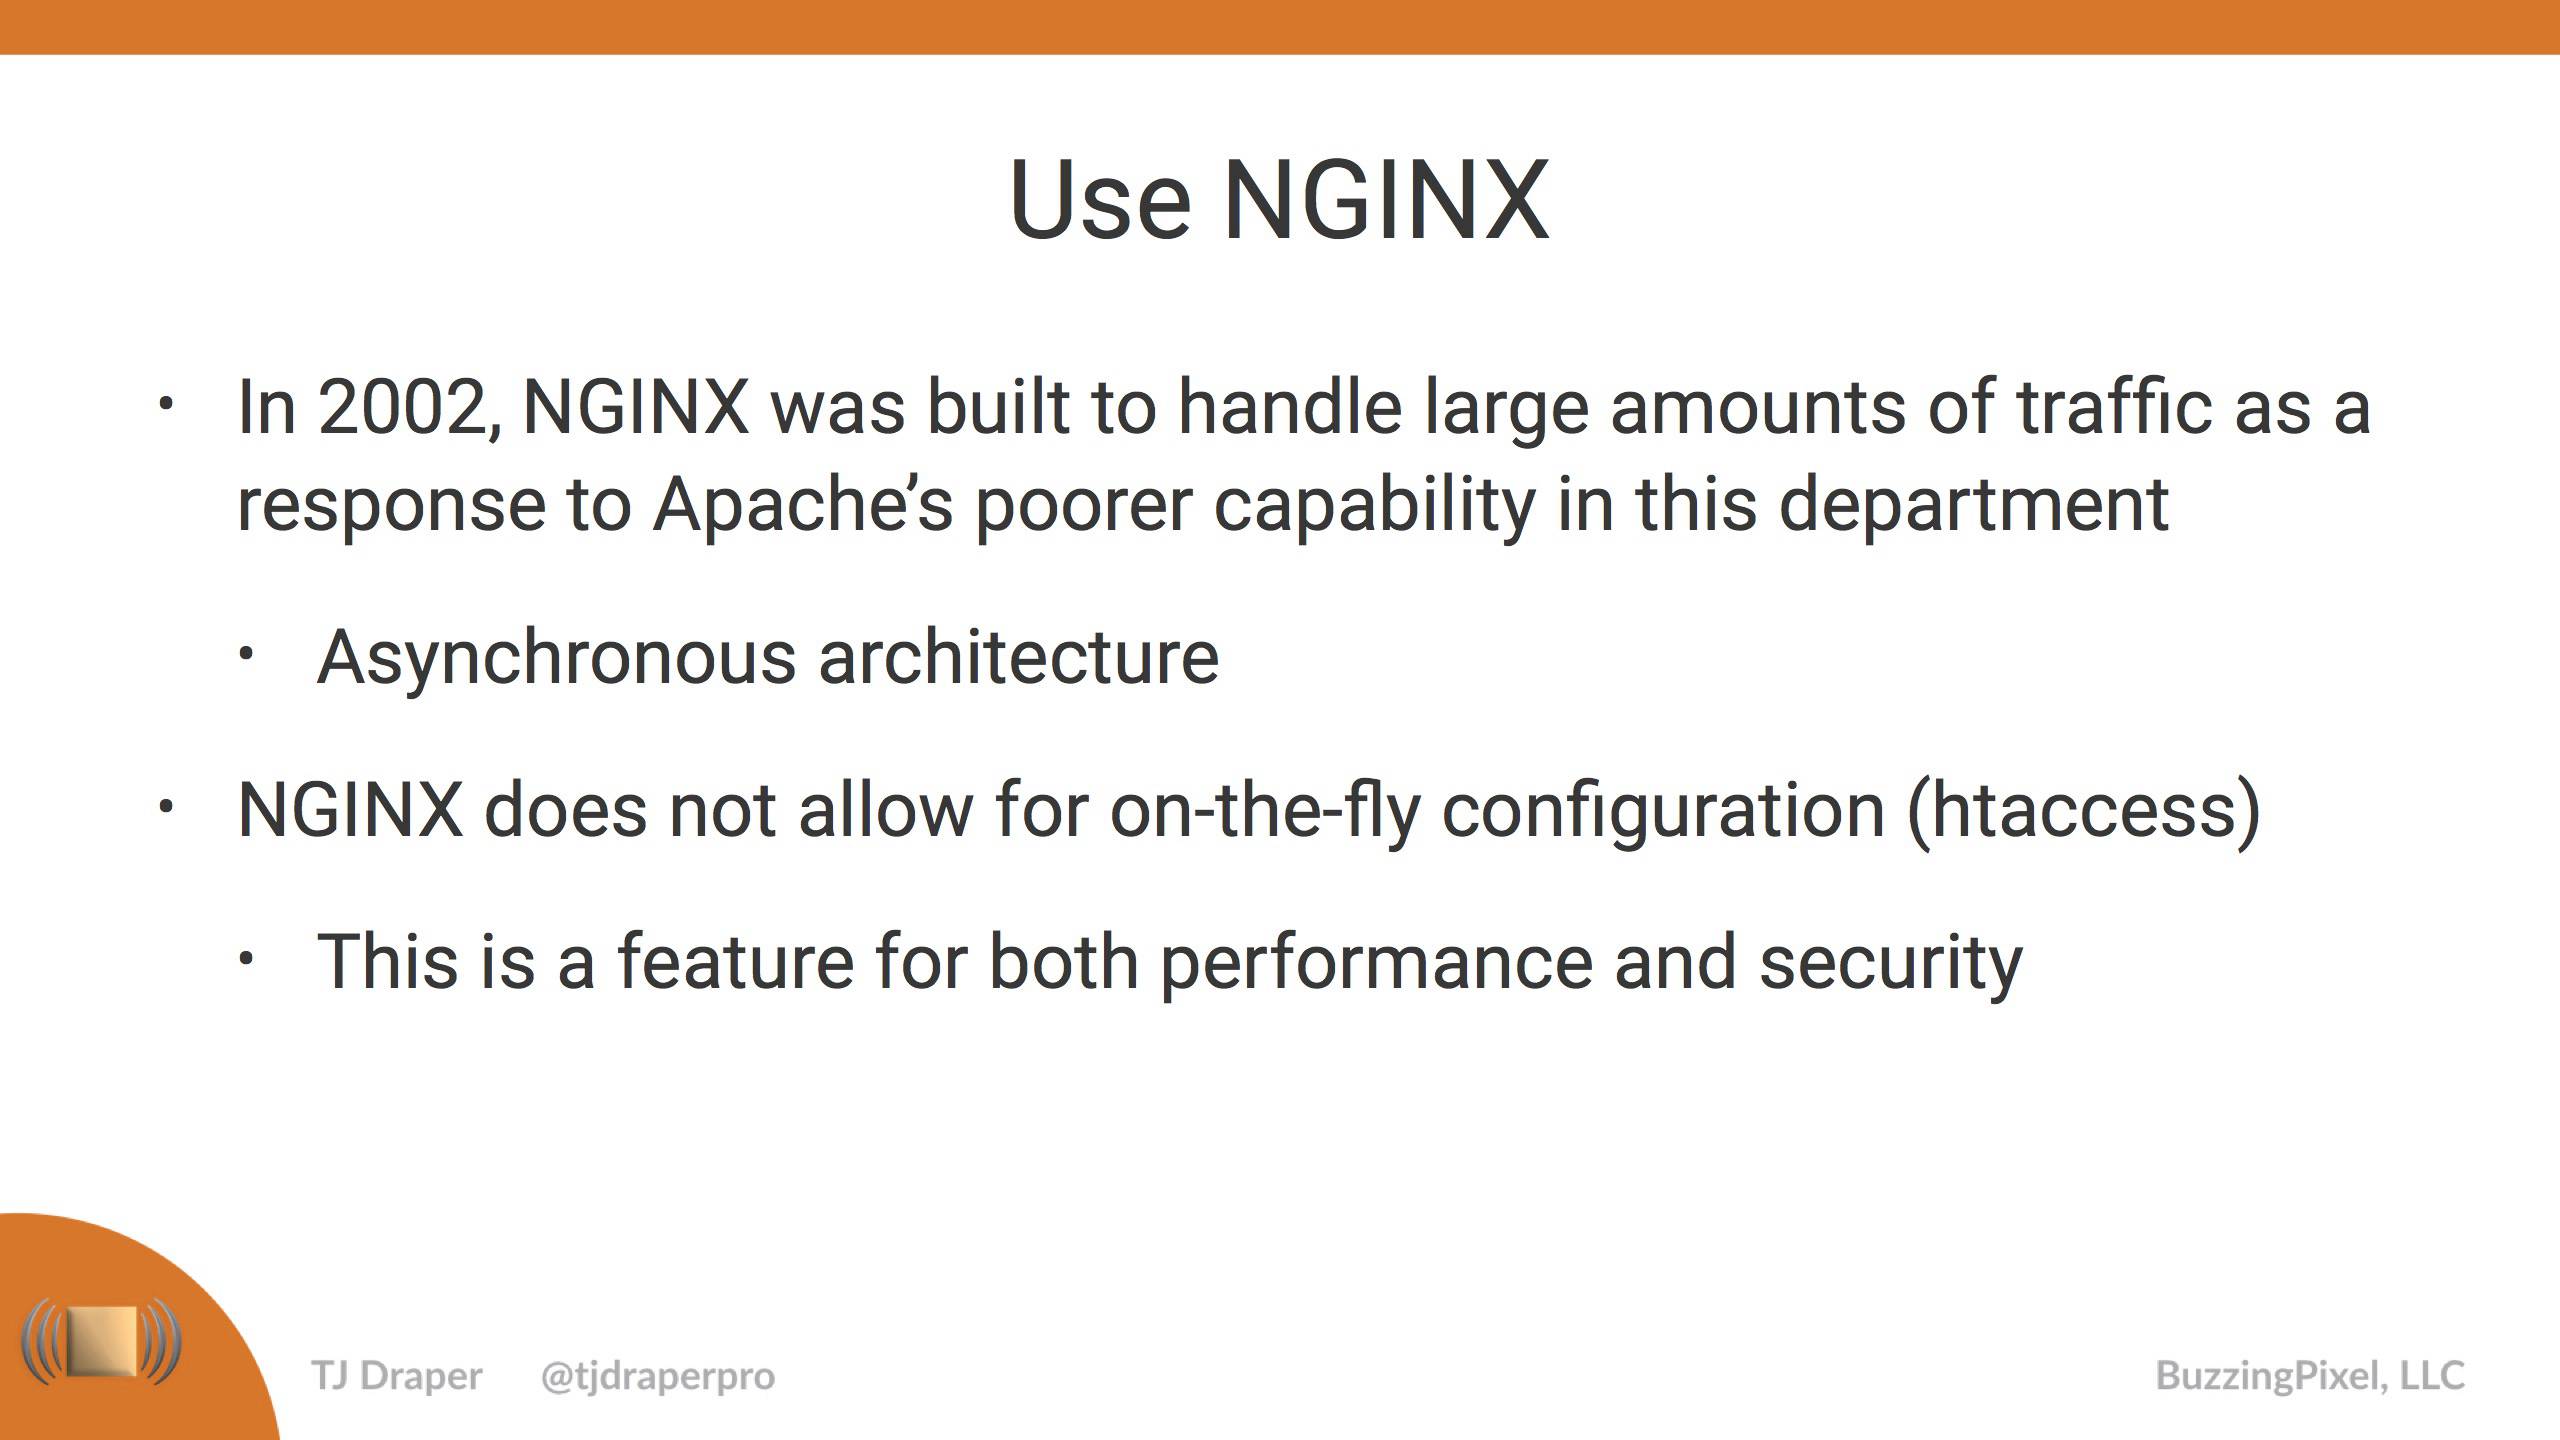 Use NGINX
• In 2002, NGINX was built to handle large amounts of traffic as a
response to Apache’s poorer capability in this department
• Asynchronous architecture
• NGINX does not allow for on-the-fly configuration (htaccess)
• This is a feature for both performance and security
TJ Draper @tjdraperpro BuzzingPixel, LLC